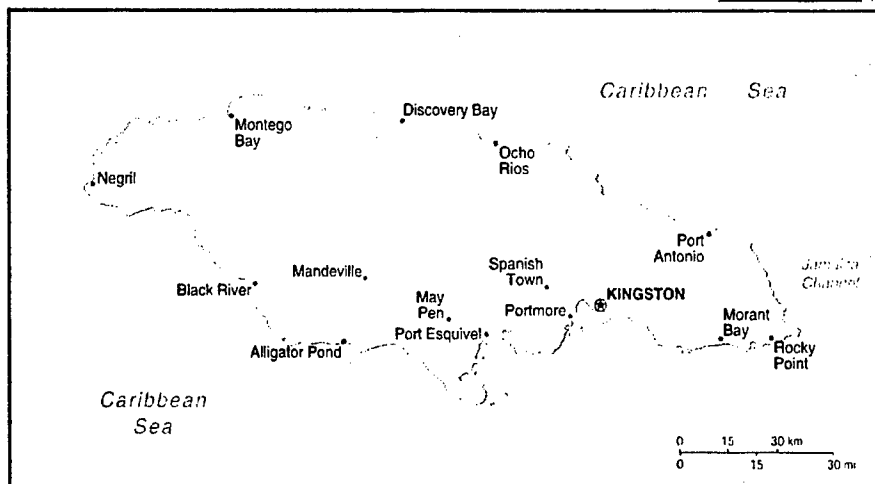 Caribbean Sea
Discovery Bay
Montego
Bay
Ocho
Rios
Negril
Port
Antonio
Jamaica
Channel
Spanish
Town
Mandeville
Black River
KINGSTON
May
Pen
Portmore
Morant
Bay
Port Esquivel
Alligator Pond
Rocky
Point
Caribbean
Sea
0 15 30 km
0 15 30 mi